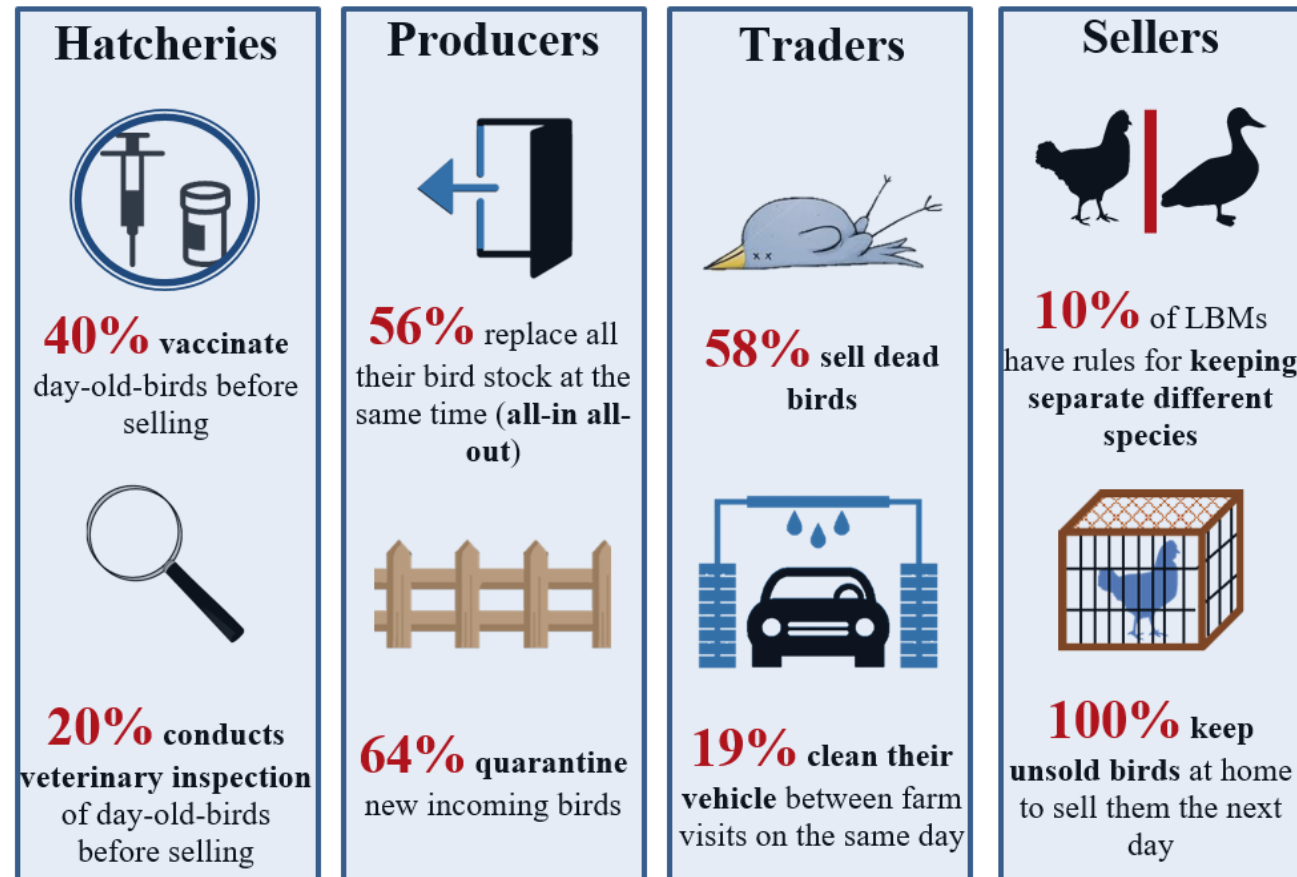 Hatcheries
40% vaccinate
day-old-birds before
selling
20% conducts
veterinary inspection
of day-old-birds
before selling
Producers
56% replace all
their bird stock at the
same time (all-in all-
out)
64% quarantine
new incoming birds
Traders
58% sell dead
birds
19% clean their
vehicle between farm
visits on the same day
Sellers
10% of LBMs
have rules for keeping
separate different
species
100% keep
unsold birds at home
to sell them the next
day